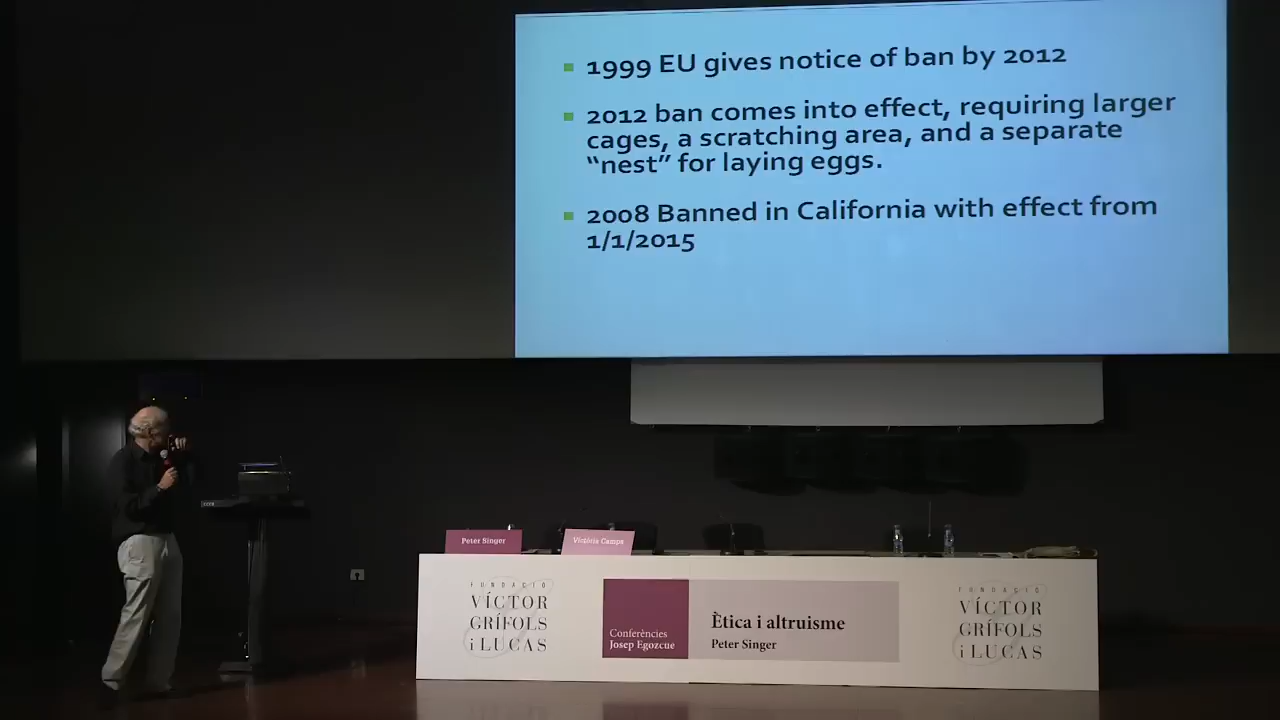 1999 EU gives notice of ban by 2012
2012 ban comes into effect, requiring larger
cages, a scratching area, and a separate
“nest” for laying eggs.
2008 Banned in California with effect from
1/1/2015
Peter Singer
Victòria Camps
FUNDACIÓ
VÍCTOR
GRÍFOLS
i LUCAS
Conferències
Josep Egozcue
Ètica i altruisme
Peter Singer
FUNDACIÓ
VÍCTOR
GRÍFOLS
i LUCAS